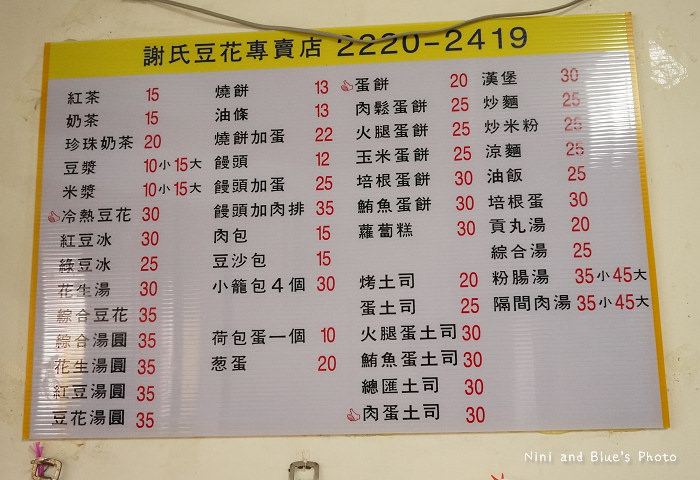 謝氏豆花專賣店 2220-2419
紅茶 15
奶茶 15
珍珠奶茶 20
豆漿 10小15大
米漿 10小15大
冷熱豆花 30
紅豆冰 30
綠豆冰 25
花生湯 30
綜合豆花 35
綜合湯圓 35
花生湯圓 35
紅豆湯圓 35
豆花湯圓 35
燒餅 13
油條 13
燒餅加蛋 22
饅頭 12
饅頭加蛋 25
饅頭加肉排 35
肉包 15
豆沙包 15
小籠包4個 30
荷包蛋一個 10
葱蛋 20
蛋餅 20
肉鬆蛋餅 25
火腿蛋餅 25
玉米蛋餅 25
培根蛋餅 30
鮪魚蛋餅 30
蘿蔔糕 30
烤土司 20
蛋土司 25
火腿蛋土司 30
鮪魚蛋土司 30
總匯土司 30
肉蛋土司 30
漢堡 30
炒麵 25
炒米粉 25
涼麵 25
油飯 25
培根蛋 30
貢丸湯 20
綜合湯 25
粉腸湯 35小45大
隔間肉湯 35小45大
Nini and Blue's Photo